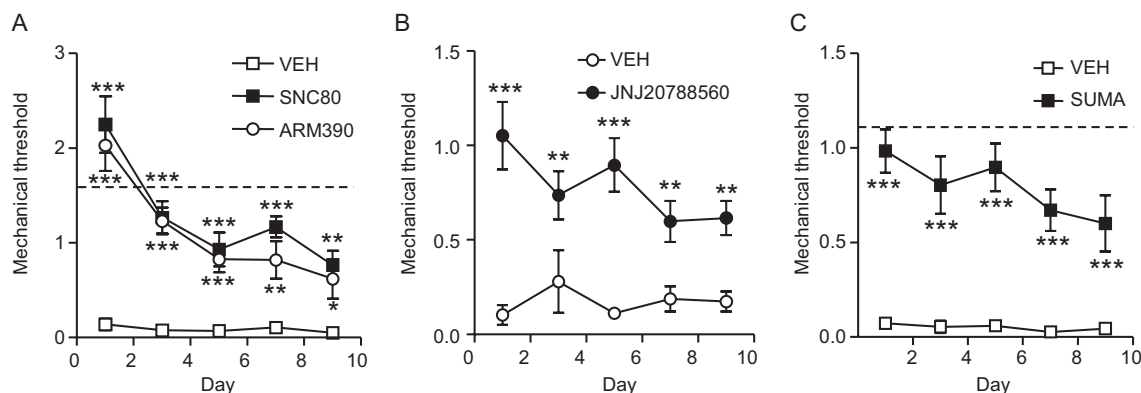 A
Mechanical threshold
3
2
1
0
VEH
SNC80
ARM390
***
***
***
***
***
***
***
**
**
*
0 2 4 6 8 10
Day
B
Mechanical threshold
1.5
1.0
0.5
0.0
VEH
JNJ20788560
***
**
***
**
**
0 2 4 6 8 10
Day
C
Mechanical threshold
1.5
1.0
0.5
0.0
VEH
SUMA
***
***
***
***
***
2 4 6 8 10
Day